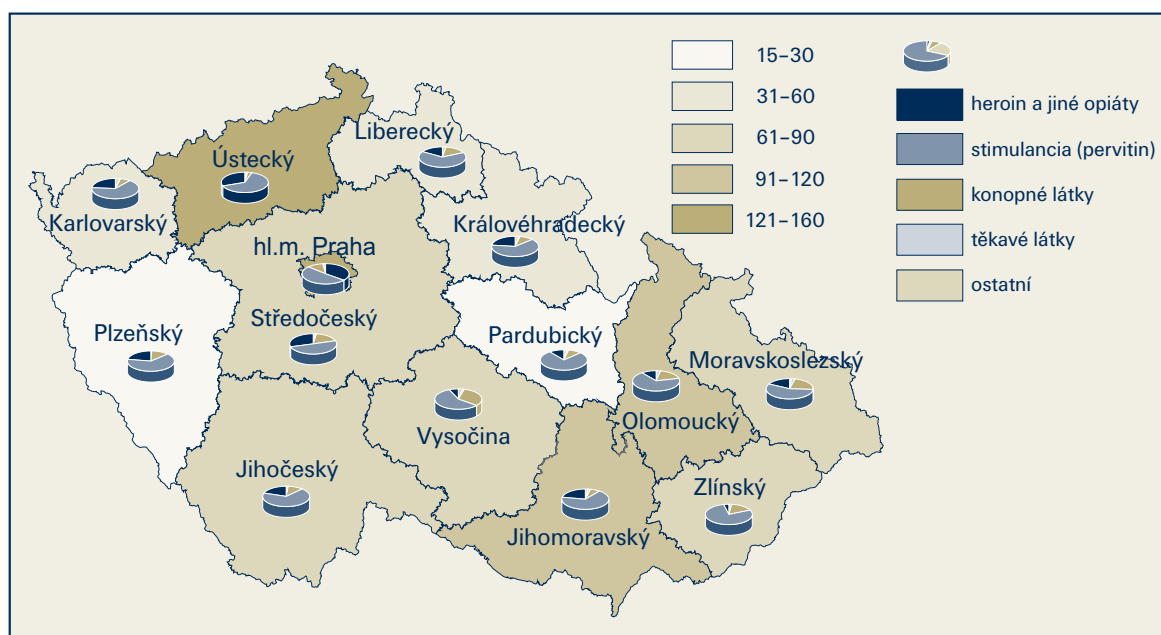 15–30
31–60
61–90
91–120
121–160
heroin a jiné opiáty
stimulancia (pervitin)
konopné látky
těkavé látky
ostatní
Liberecký
Ústecký
Karlovarský
Královéhradecký
hl.m. Praha
Středočeský
Plzeňský
Pardubický
Moravskoslezský
Olomoucký
Vysočina
Jihočeský
Zlínský
Jihomoravský